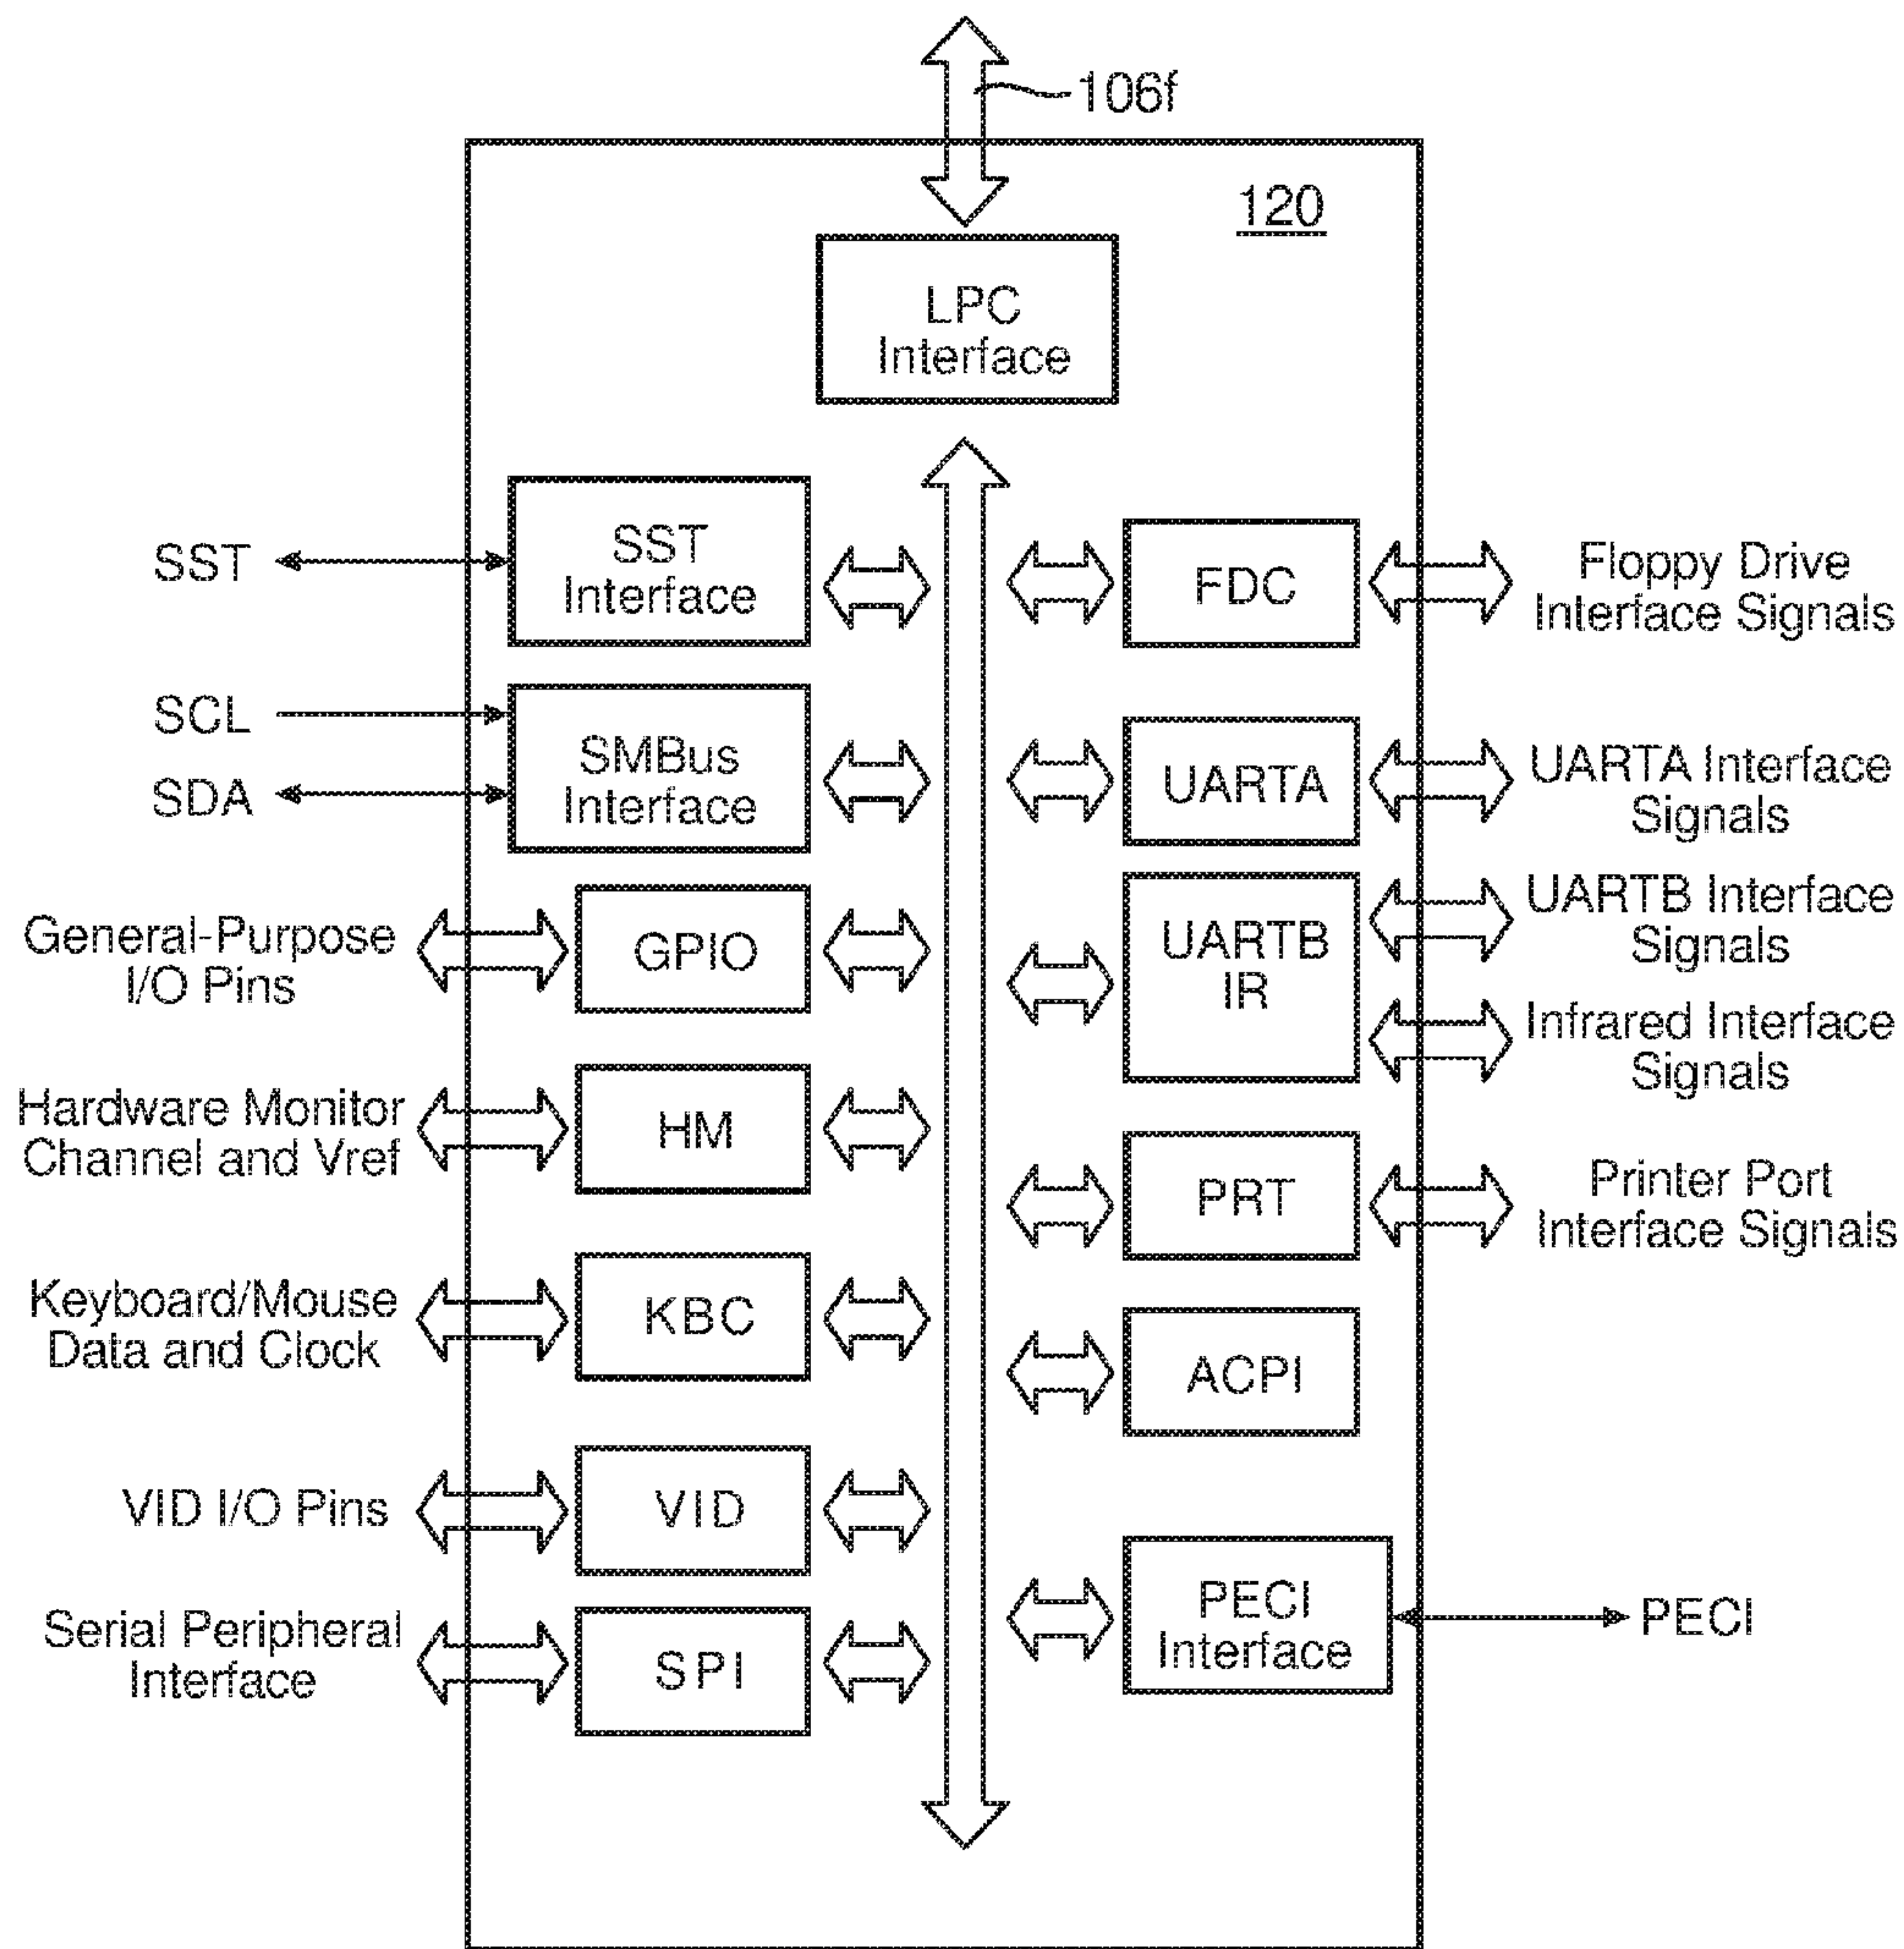 106f
120
LPC
Interface
SST
SST
Interface
FDC
Floppy Drive
Interface Signals
SCL
SDA
SMBus
Interface
UARTA
UARTA Interface
Signals
General-Purpose
I/O Pins
GPIO
UARTB
IR
UARTB Interface
Signals
Infrared Interface
Signals
Hardware Monitor
Channel and Vref
HM
PRT
Printer Port
Interface Signals
Keyboard/Mouse
Data and Clock
KBC
ACPI
VID I/O Pins
VID
PECI
Interface
PECI
Serial Peripheral
Interface
SPI